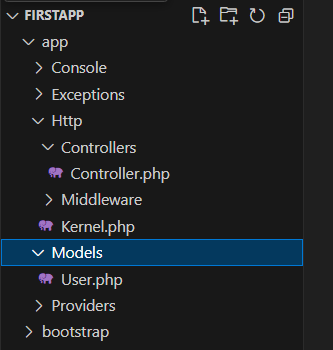 FIRSTAPP
app
Console
Exceptions
Http
Controllers
Controller.php
Middleware
Kernel.php
Models
User.php
Providers
bootstrap